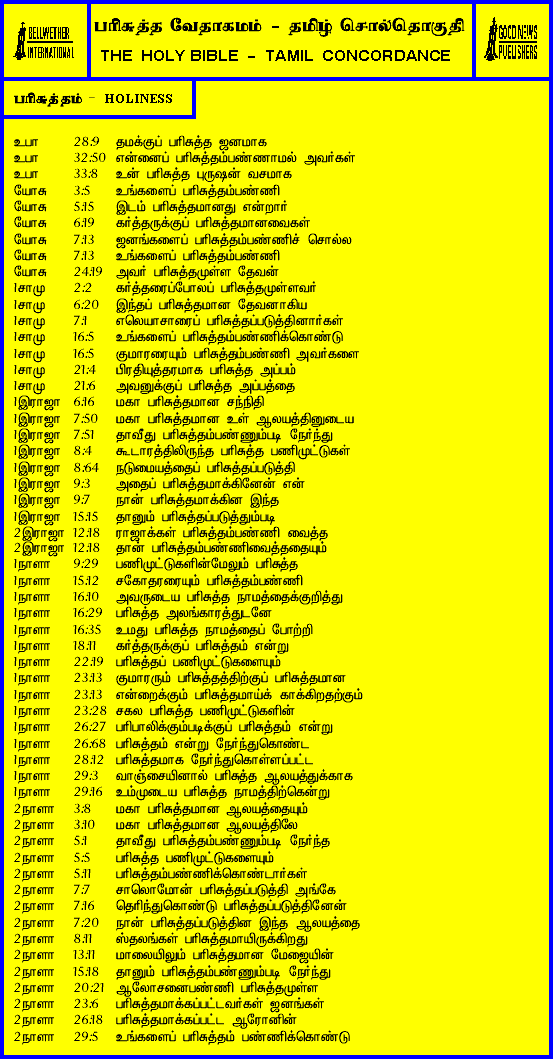 BELLWETHER
INTERNATIONAL
பரிசுத்த வேதாகமம் - தமிழ் சொல்தொகுதி
THE HOLY BIBLE - TAMIL CONCORDANCE
GOOD NEWS
PUBLISHERS
பரிசுத்தம் - HOLINESS
உபா 28:9 தமக்குப் பரிசுத்த ஜனமாக
உபா 32:50 என்னைப் பரிசுத்தம்பண்ணாமல் அவர்கள்
உபா 33:8 உன் பரிசுத்த புருஷன் வசமாக
யோசு 3:5 உங்களைப் பரிசுத்தம்பண்ணி
யோசு 5:15 இடம் பரிசுத்தமானது என்றார்
யோசு 6:19 கர்த்தருக்குப் பரிசுத்தமானவைகள்
யோசு 7:13 ஜனங்களைப் பரிசுத்தம்பண்ணிச் சொல்ல
யோசு 7:13 உங்களைப் பரிசுத்தம்பண்ணி
யோசு 24:19 அவர் பரிசுத்தமுள்ள தேவன்
1சாமு 2:2 கர்த்தரைப்போலப் பரிசுத்தமுள்ளவர்
1சாமு 6:20 இந்தப் பரிசுத்தமான தேவனாகிய
1சாமு 7:1 எலெயாசாரைப் பரிசுத்தப்படுத்தினார்கள்
1சாமு 16:5 உங்களைப் பரிசுத்தம்பண்ணிக்கொண்டு
1சாமு 16:5 குமாரரையும் பரிசுத்தம்பண்ணி அவர்களை
1சாமு 21:4 பிரதியுத்தரமாக பரிசுத்த அப்பம்
1சாமு 21:6 அவனுக்குப் பரிசுத்த அப்பத்தை
1இராஜா 6:16 மகா பரிசுத்தமான சந்நிதி
1இராஜா 7:50 மகா பரிசுத்தமான உள் ஆலயத்தினுடைய
1இராஜா 7:51 தாவீது பரிசுத்தம்பண்ணும்படி நேர்ந்து
1இராஜா 8:4 கூடாரத்திலிருந்த பரிசுத்த பணிமுட்டுகள்
1இராஜா 8:64 நடுமையத்தைப் பரிசுத்தப்படுத்தி
1இராஜா 9:3 அதைப் பரிசுத்தமாக்கினேன் என்
1இராஜா 9:7 நான் பரிசுத்தமாக்கின இந்த
1இராஜா 15:15 தானும் பரிசுத்தப்படுத்தும்படி
2இராஜா 12:18 ராஜாக்கள் பரிசுத்தம்பண்ணி வைத்த
2இராஜா 12:18 தான் பரிசுத்தம்பண்ணிவைத்ததையும்
1நாளா 9:29 பணிமுட்டுகளின்மேலும் பரிசுத்த
1நாளா 15:12 சகோதரரையும் பரிசுத்தம்பண்ணி
1நாளா 16:10 அவருடைய பரிசுத்த நாமத்தைக்குறித்து
1நாளா 16:29 பரிசுத்த அலங்காரத்துடனே
1நாளா 16:35 உமது பரிசுத்த நாமத்தைப் போற்றி
1நாளா 18:11 கர்த்தருக்குப் பரிசுத்தம் என்று
1நாளா 22:19 பரிசுத்தப் பணிமுட்டுகளையும்
1நாளா 23:13 குமாரரும் பரிசுத்தத்திற்குப் பரிசுத்தமான
1நாளா 23:13 என்றைக்கும் பரிசுத்தமாய்க் காக்கிறதற்கும்
1நாளா 23:28 சகல பரிசுத்த பணிமுட்டுகளின்
1நாளா 26:27 பரிபாலிக்கும்படிக்குப் பரிசுத்தம் என்று
1நாளா 26:68 பரிசுத்தம் என்று நேர்ந்துகொண்ட
1நாளா 28:12 பரிசுத்தமாக நேர்ந்துகொள்ளப்பட்ட
1நாளா 29:3 வாஞ்சையினால் பரிசுத்த ஆலயத்துக்காக
1நாளா 29:16 உம்முடைய பரிசுத்த நாமத்திற்கென்று
2நாளா 3:8 மகா பரிசுத்தமான ஆலயத்தையும்
2நாளா 3:10 மகா பரிசுத்தமான ஆலயத்திலே
2நாளா 5:1 தாவீது பரிசுத்தம்பண்ணும்படி நேர்ந்த
2நாளா 5:5 பரிசுத்த பணிமுட்டுகளையும்
2நாளா 5:11 பரிசுத்தம்பண்ணிக்கொண்டார்கள்
2நாளா 7:7 சாலொமோன் பரிசுத்தப்படுத்தி அங்கே
2நாளா 7:16 தெரிந்துகொண்டு பரிசுத்தப்படுத்தினேன்
2நாளா 7:20 நான் பரிசுத்தப்படுத்தின இந்த ஆலயத்தை
2நாளா 8:11 ஸ்தலங்கள் பரிசுத்தமாயிருக்கிறது
2நாளா 13:11 மாலையிலும் பரிசுத்தமான மேஜையின்
2நாளா 15:18 தானும் பரிசுத்தம்பண்ணும்படி நேர்ந்து
2நாளா 20:21 ஆலோசனைபண்ணி பரிசுத்தமுள்ள
2நாளா 23:6 பரிசுத்தமாக்கப்பட்டவர்கள் ஜனங்கள்
2நாளா 26:18 பரிசுத்தமாக்கப்பட்ட ஆரோனின்
2நாளா 29:5 உங்களைப் பரிசுத்தம் பண்ணிக்கொண்டு